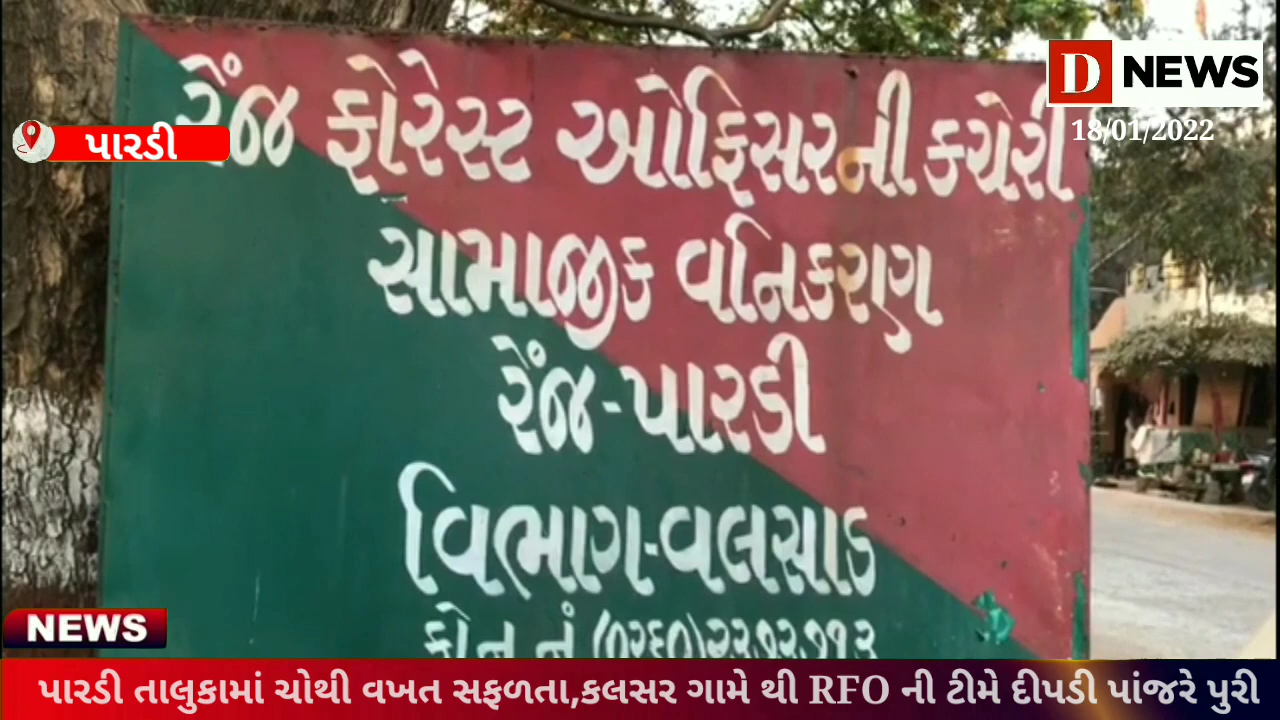 D NEWS
18/01/2022
પારડી
રેંજ ફોરેસ્ટ ઓફિસરની કચેરી
સામાજીક વનિકરણ
રેંજ-પારડી
વિભાગ-વલસાડ
ફોન નં
NEWS
પારડી તાલુકામાં ચોથી વખત સફળતા,કલસર ગામે થી RFO ની ટીમે દીપડી પાંજરે પુરી